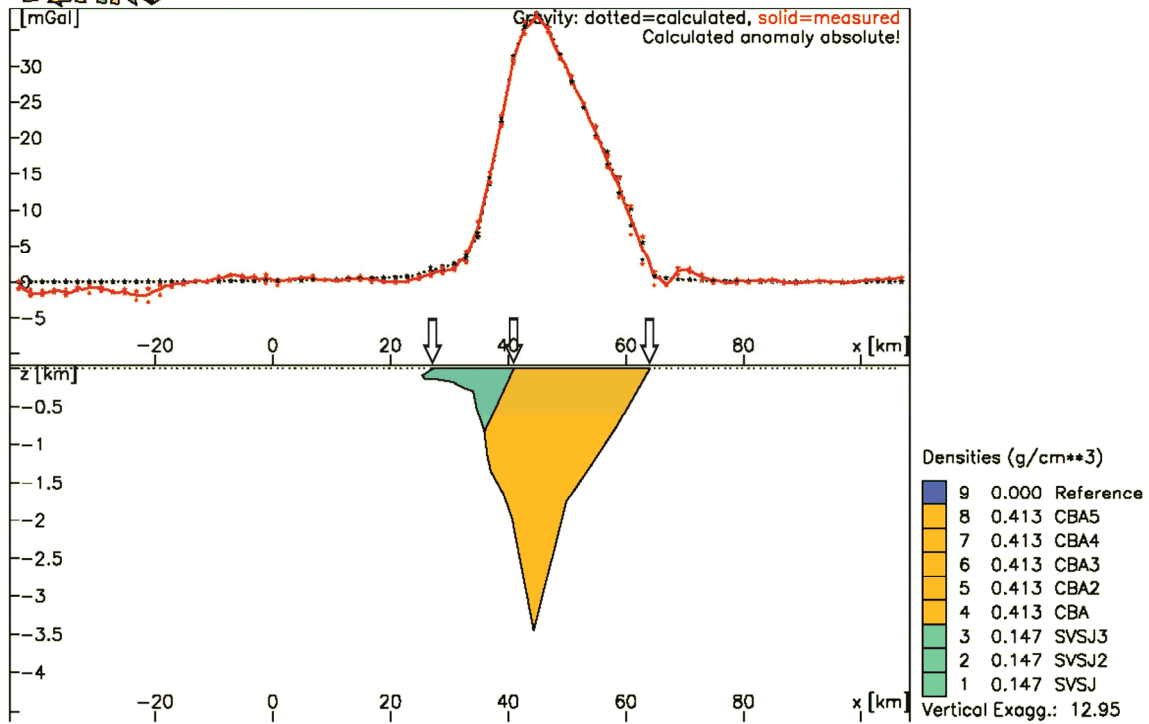 [mGal]
Gravity: dotted=calculated, solid=measured
Calculated anomaly absolute!
30
25
20
15
10
5
0
-5
-20 0 20 40 60 80 x [km]
z [km]
-0.5
-1
-1.5
-2
-2.5
-3
-3.5
-4
-20 0 20 40 60 80 x [km]
Densities (g/cm**3)
9 0.000 Reference
8 0.413 CBA5
7 0.413 CBA4
6 0.413 CBA3
5 0.413 CBA2
4 0.413 CBA
3 0.147 SVSJ3
2 0.147 SVSJ2
1 0.147 SVSJ
Vertical Exagg.: 12.95